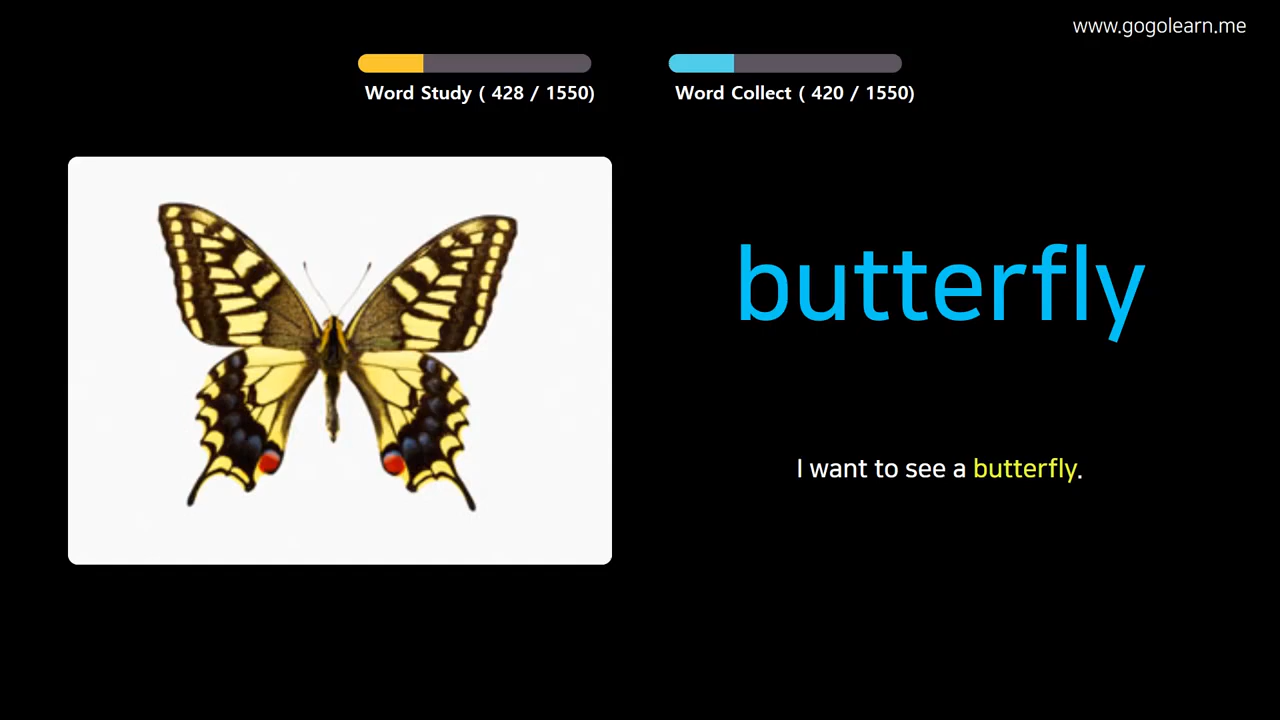 www.gogolearn.me
Word Study ( 428 / 1550)
Word Collect ( 420 / 1550)
butterfly
I want to see a butterfly.